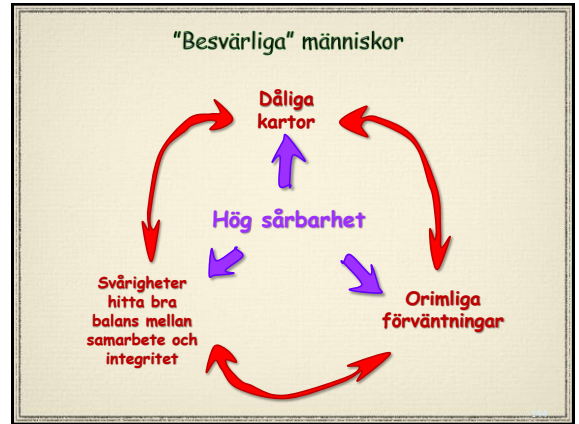 "Besvärliga" människor
Dåliga
kartor
Hög sårbarhet
Svårigheter
hitta bra
balans mellan
samarbete och
integritet
Orimliga
förväntningar